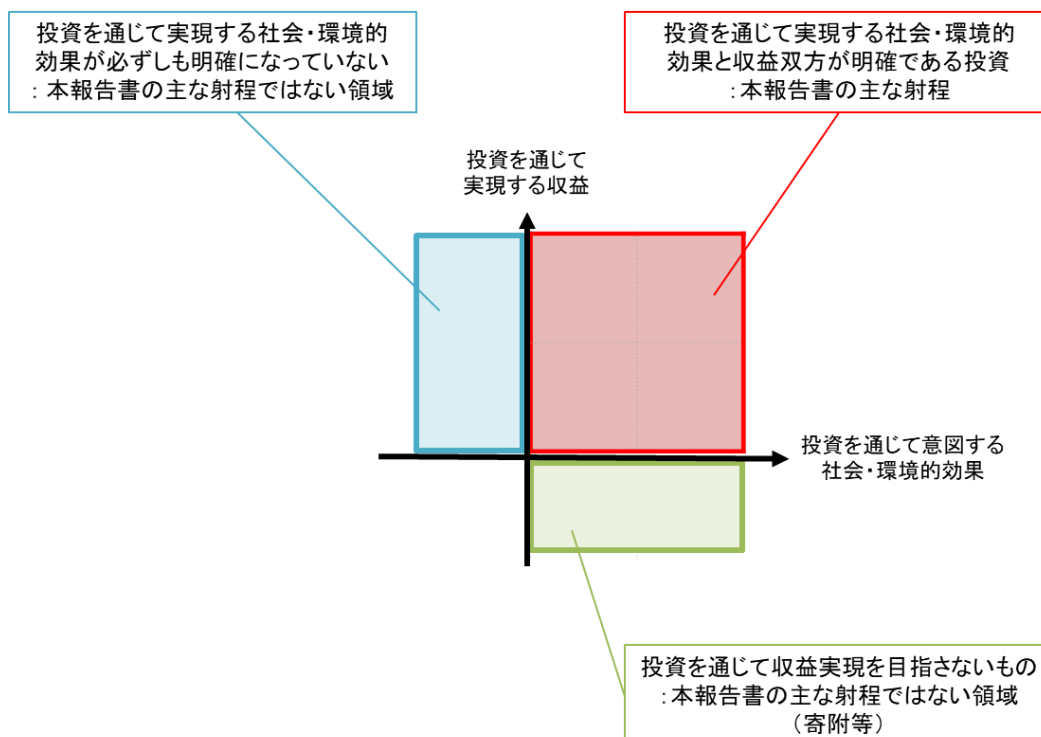 投資を通じて実現する社会・環境的
効果が必ずしも明確になっていない
：本報告書の主な射程ではない領域
投資を通じて実現する社会・環境的
効果と収益双方が明確である投資
：本報告書の主な射程
投資を通じて
実現する収益
投資を通じて意図する
社会・環境的効果
投資を通じて収益実現を目指さないもの
：本報告書の主な射程ではない領域
（寄附等）